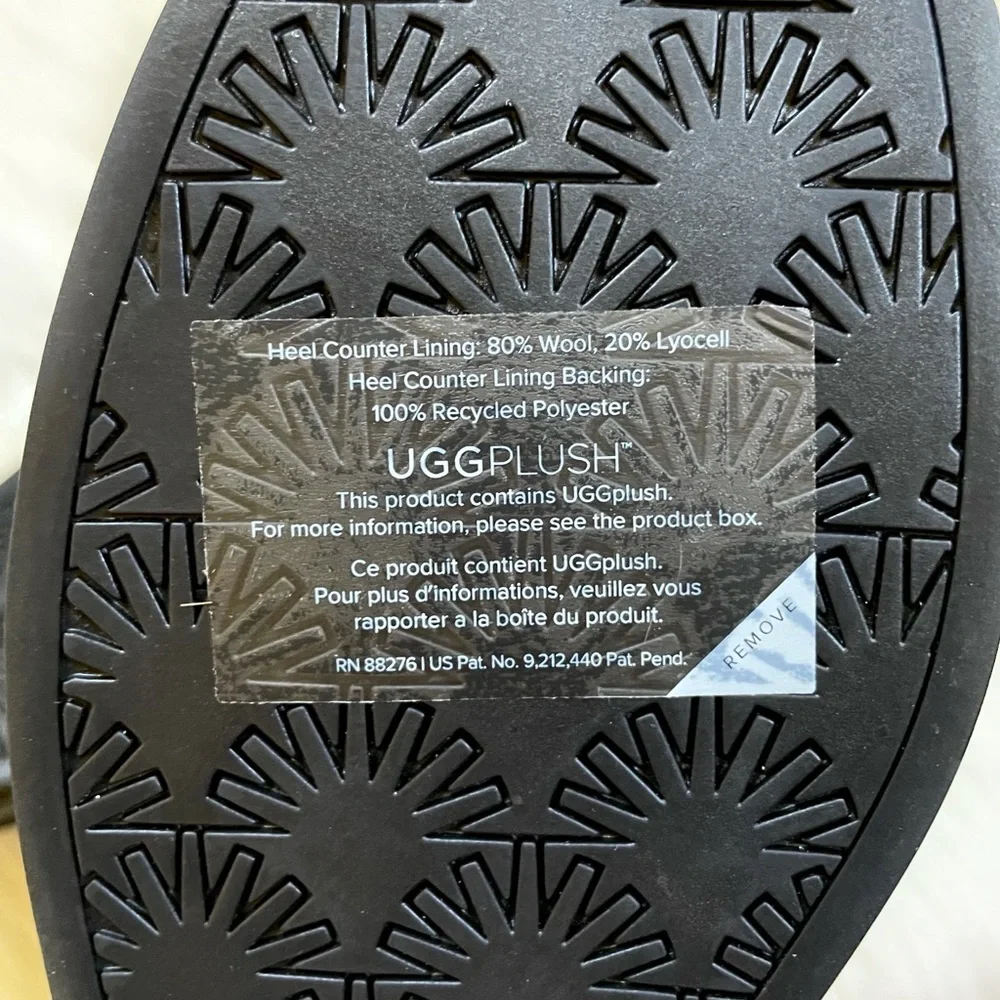 Heel Counter Lining: 80% Wool, 20% Lyocell
Heel Counter Lining Backing:
100% Recycled Polyester
UGGPLUSH™
This product contains UGGplush.
For more information, please see the product box.
Ce produit contient UGGplush.
Pour plus d'informations, veuillez vous
rapporter a la boîte du produit.
RN 88276 | US Pat. No. 9,212,440 Pat. Pend.
REMOVE